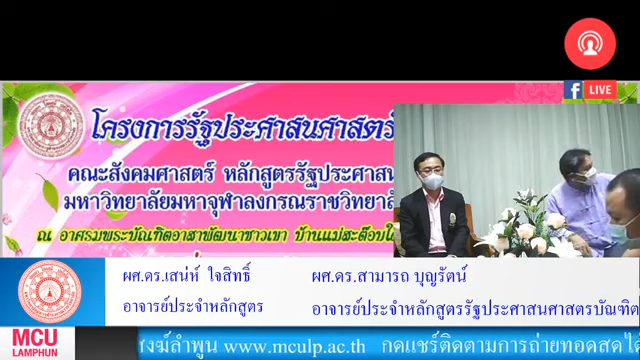 LIVE
โครงการรัฐประศาสนศาสตร์
คณะสังคมศาสตร์ หลักสูตรรัฐประศาสน
มหาวิทยาลัยมหาจุฬาลงกรณราชวิทยาลั
ณ อาศรมพระบัณฑิตอาสาพัฒนาชาวเขา บ้านแม่สะต๊อบใ
ผศ.ดร.เสน่ห์ ใจสิทธิ์
อาจารย์ประจำหลักสูตร
ผศ.ดร.สามารถ บุญรัตน์
อาจารย์ประจำหลักสูตรรัฐประศาสนศาสตรบัณฑิต
MCU
LAMPHUN
สงฆ์ลำพูน www.mculp.ac.th กดแชร์ติดตามการถ่ายทอดสดได้